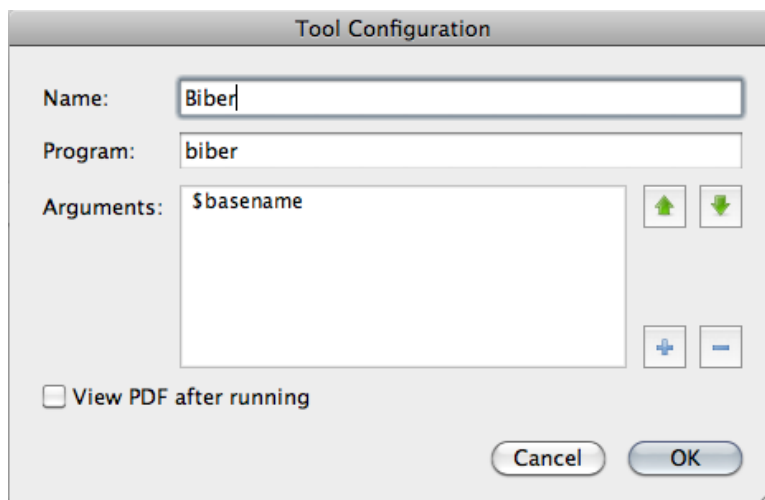 Tool Configuration
Name: Biber
Program: biber
Arguments: $basename
View PDF after running
Cancel OK